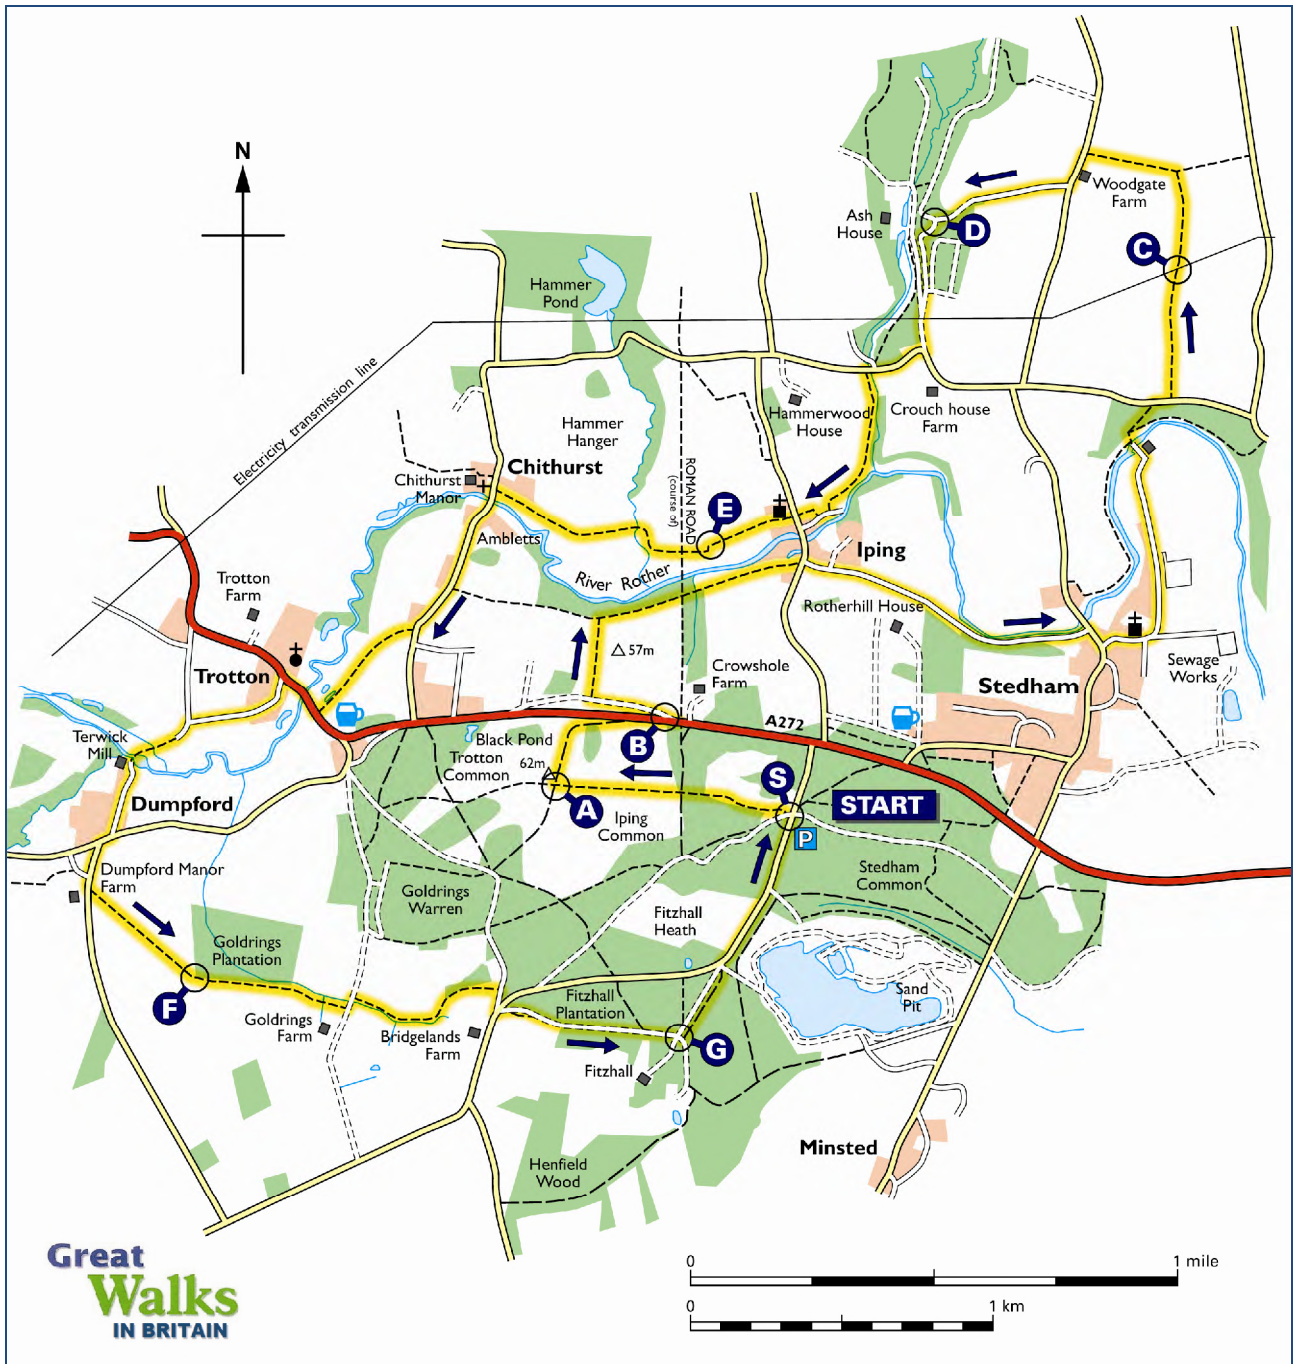 N
Woodgate
Farm
Ash
House
D
C
Hammer
Pond
Electricity transmission line
Hammerwood
House
Crouch house
Farm
Hammer
Hanger
Chithurst
Chithurst
Manor
ROMAN ROAD
(course of)
E
Ambletts
Iping
River Rother
Trotton
Farm
Rotherhill House
57m
Crowshole
Farm
Sewage
Works
Trotton
Stedham
A272
Terwick
Mill
Black Pond
Trotton
Common
62m
B
S
START
A
Iping
Common
P
Dumpford
Dumpford Manor
Farm
Stedham
Common
Goldrings
Warren
Fitzhall
Heath
Goldrings
Plantation
F
Sand
Pit
Fitzhall
Plantation
Goldrings
Farm
Bridgelands
Farm
G
Fitzhall
Minsted
Henfield
Wood
Great
Walks
IN BRITAIN
0
1 mile
0
1 km